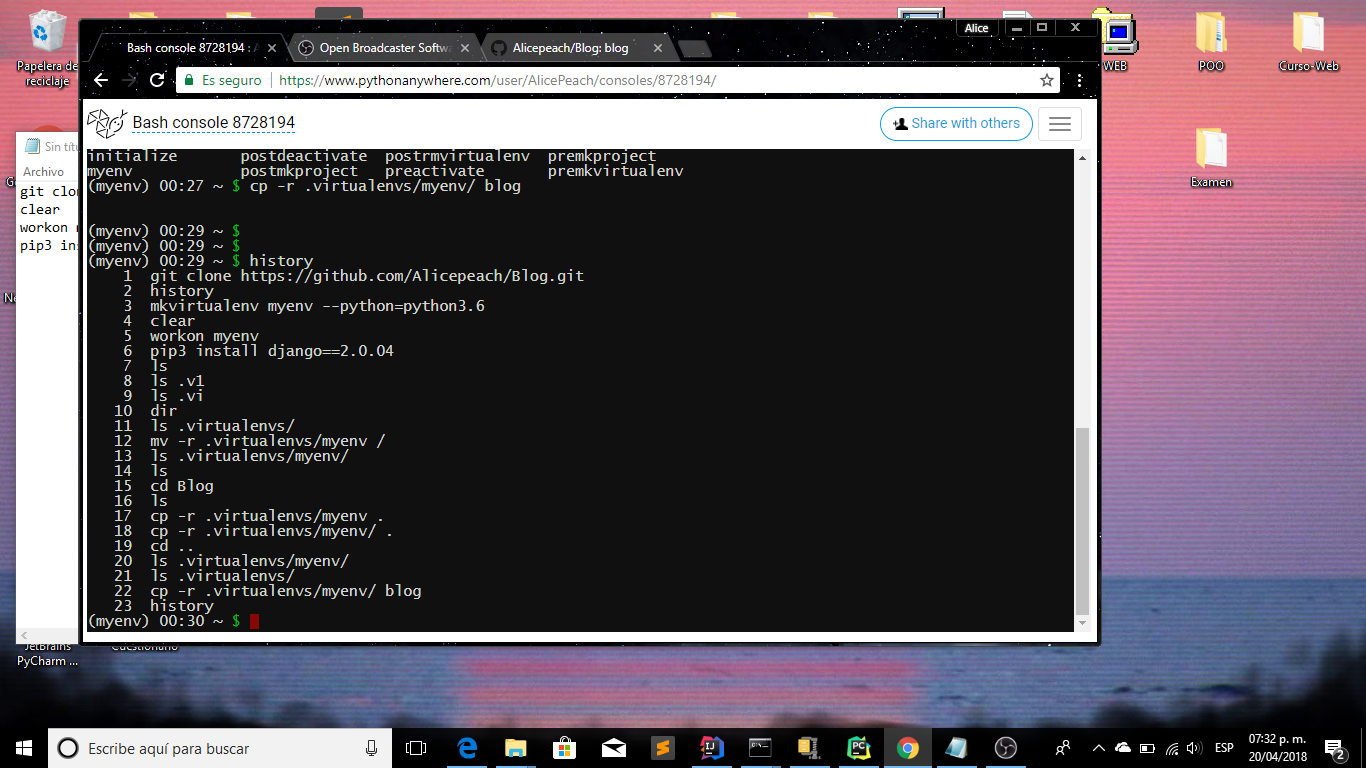 Papelera de
reciclaje
WEB
POO
Curso-Web
Examen
Alice
Bash console 8728194 : A
Open Broadcaster Softwa
Alicepeach/Blog: blog
Es seguro
https://www.pythonanywhere.com/user/AlicePeach/consoles/8728194/
Bash console 8728194
Share with others
Sin títu
Archivo
git clon
clear
workon
pip3 ins
initialize postdeactivate postrmvirtualenv premkproject
myenv postmkproject preactivate premkvirtualenv
(myenv) 00:27 ~ $ cp -r .virtualenvs/myenv/ blog
(myenv) 00:29 ~ $
(myenv) 00:29 ~ $
(myenv) 00:29 ~ $ history
1 git clone https://github.com/Alicepeach/Blog.git
2 history
3 mkvirtualenv myenv --python=python3.6
4 clear
5 workon myenv
6 pip3 install django==2.0.04
7 ls
8 ls .v1
9 ls .vi
10 dir
11 ls .virtualenvs/
12 mv -r .virtualenvs/myenv /
13 ls .virtualenvs/myenv/
14 ls
15 cd Blog
16 ls
17 cp -r .virtualenvs/myenv .
18 cp -r .virtualenvs/myenv/ .
19 cd ..
20 ls .virtualenvs/myenv/
21 ls .virtualenvs/
22 cp -r .virtualenvs/myenv/ blog
23 history
(myenv) 00:30 ~ $
JetBrains
PyCharm ...
Cuestionario
Escribe aquí para buscar
ESP
07:32 p. m.
20/04/2018
2